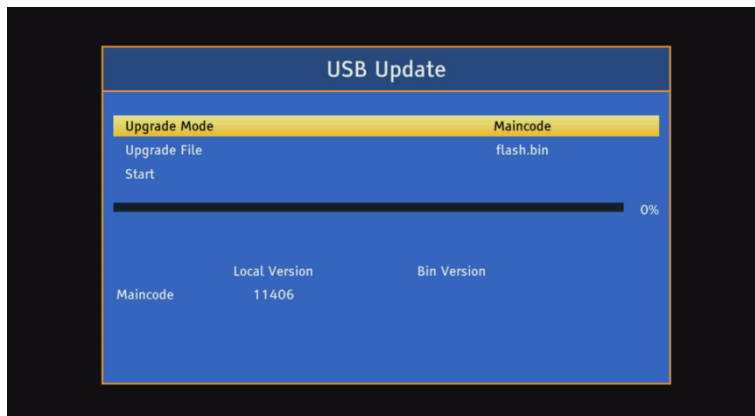 USB Update
Upgrade Mode Maincode
Upgrade File flash.bin
Start
0%
Local Version Bin Version
Maincode 11406